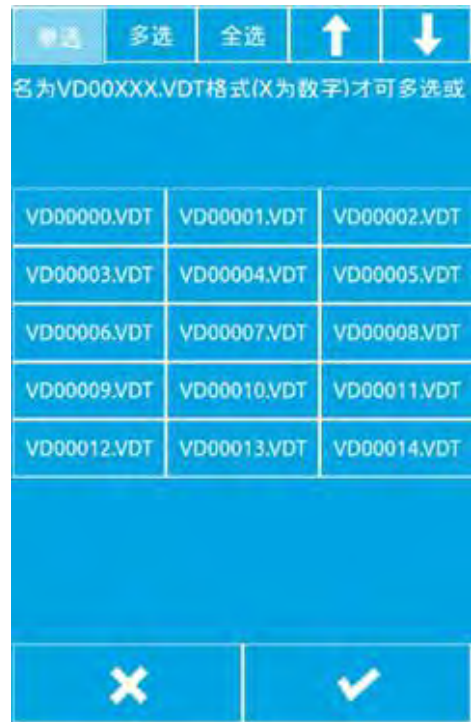 单选 多选 全选
名为VD00XXX.VDT格式(X为数字)才可多选或
VD00000.VDT VD00001.VDT VD00002.VDT
VD00003.VDT VD00004.VDT VD00005.VDT
VD00006.VDT VD00007.VDT VD00008.VDT
VD00009.VDT VD00010.VDT VD00011.VDT
VD00012.VDT VD00013.VDT VD00014.VDT